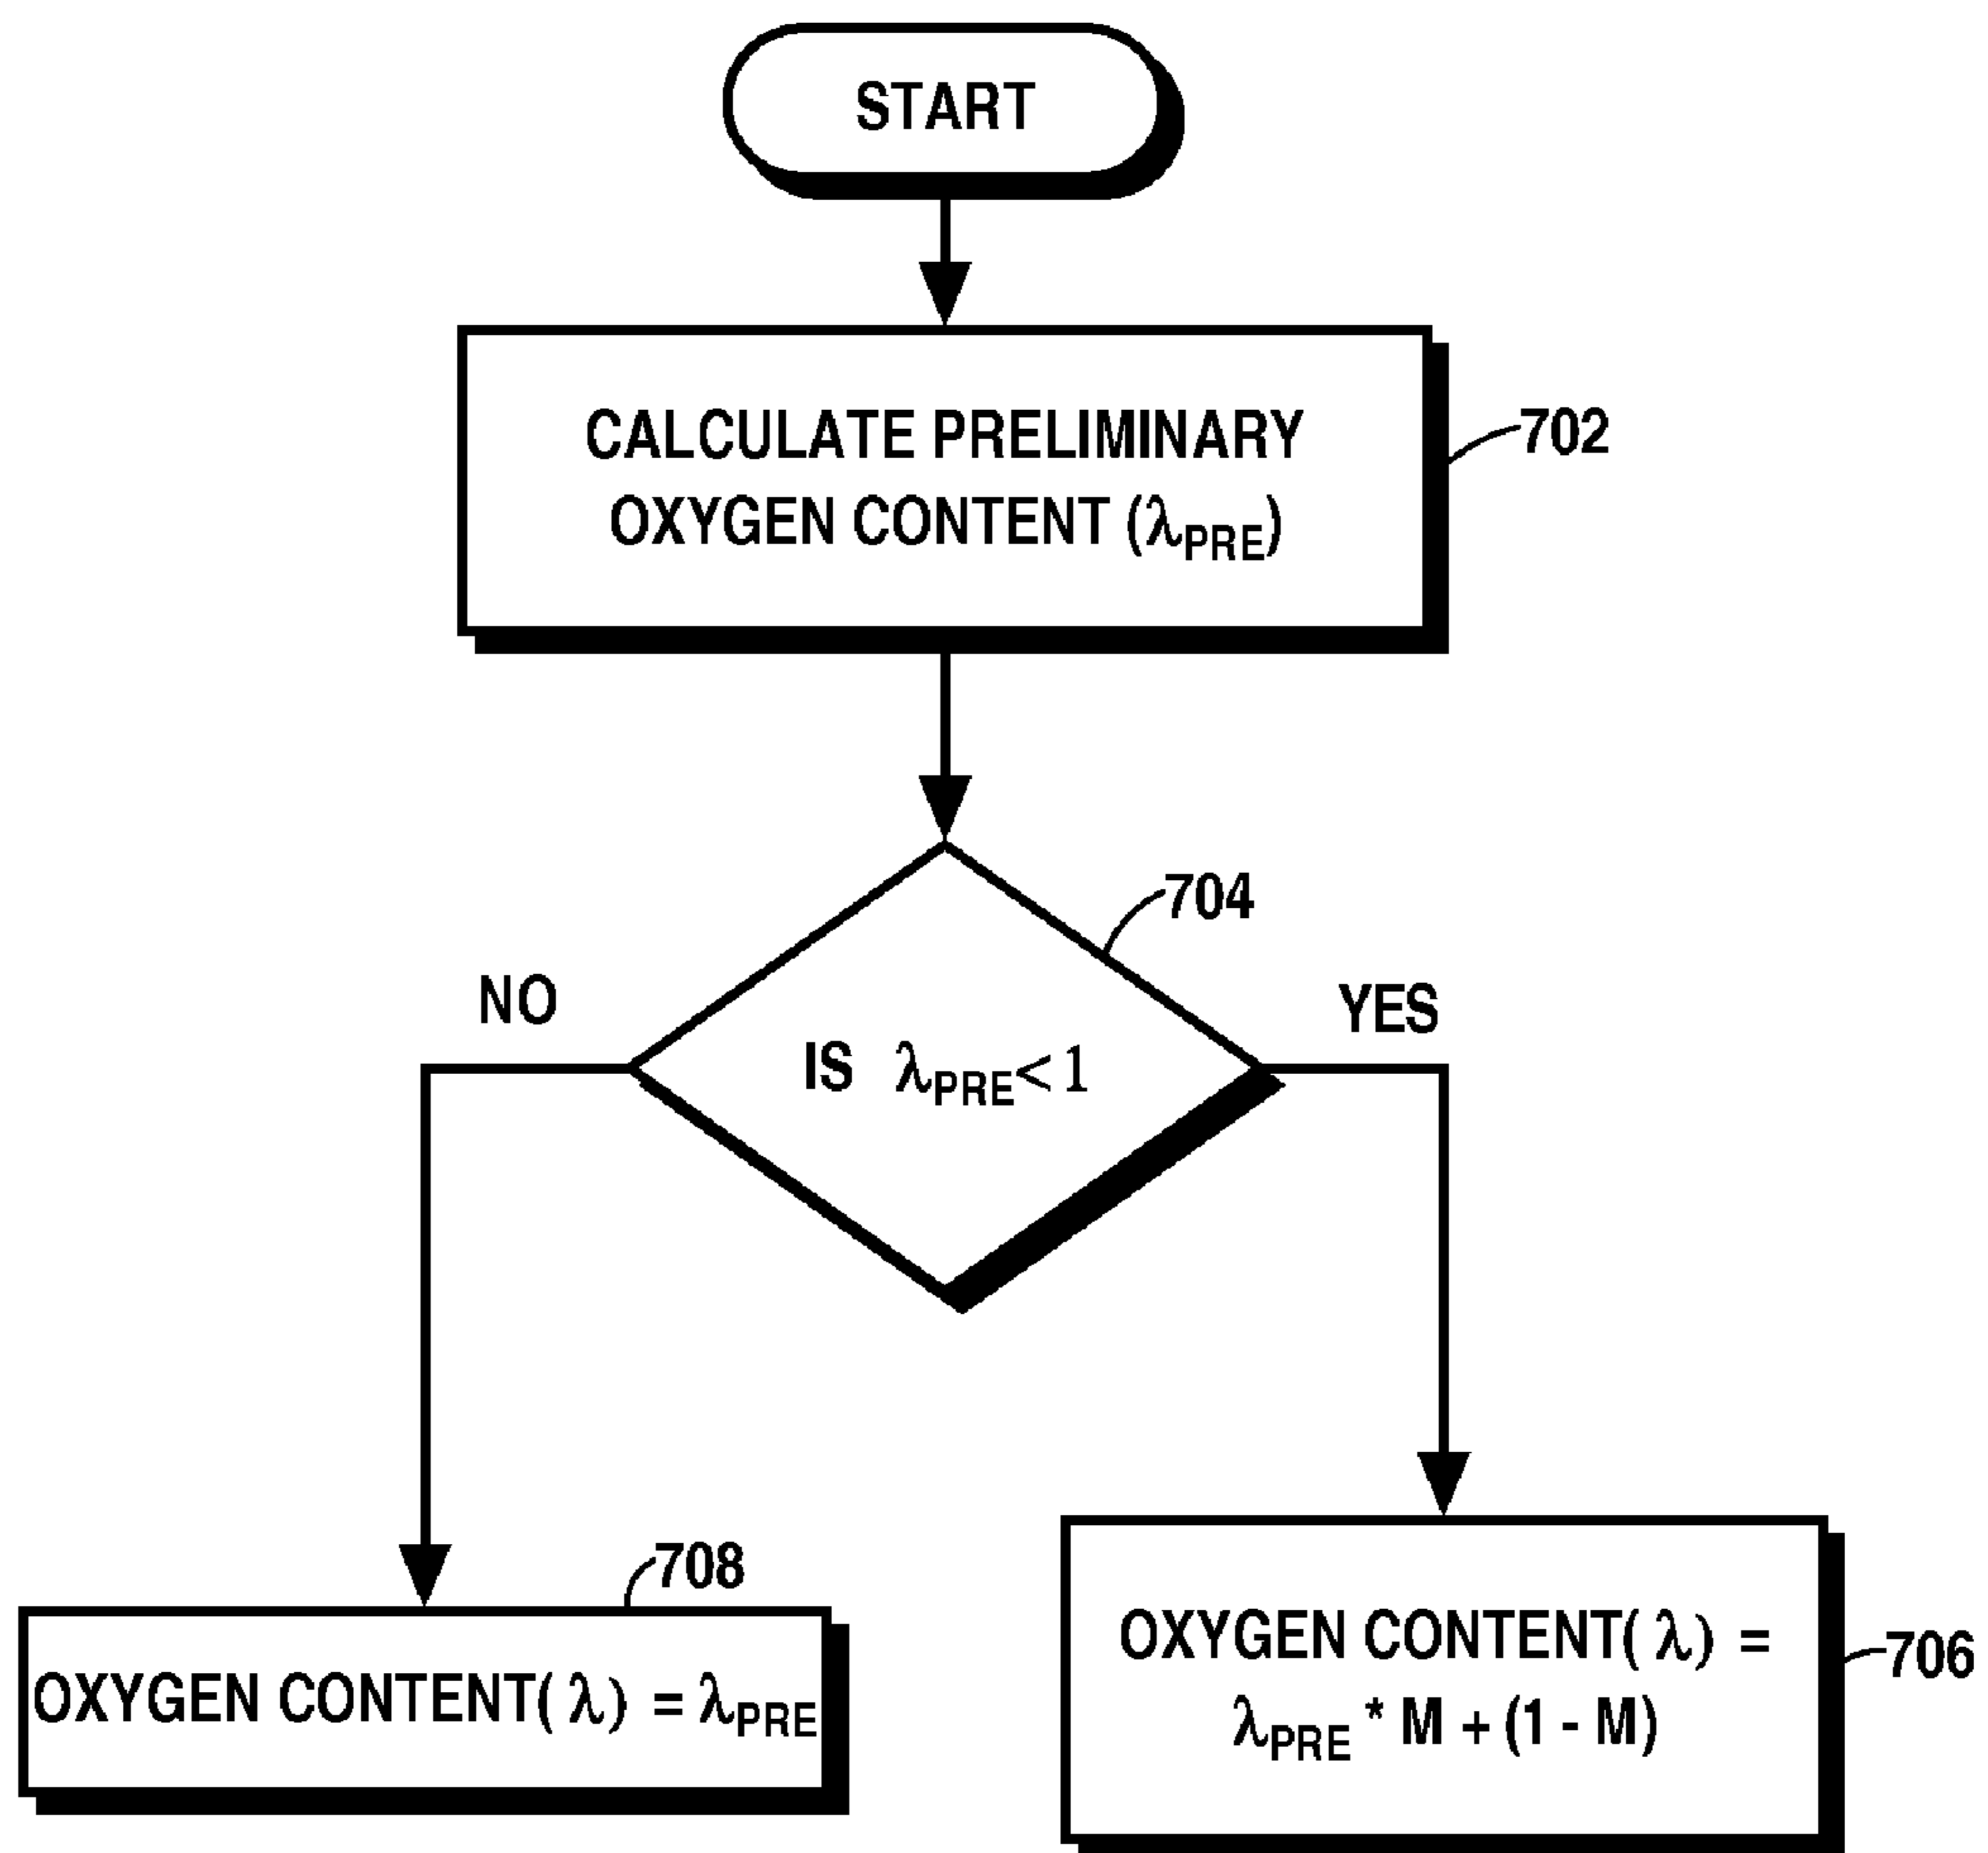 START
CALCULATE PRELIMINARY
OXYGEN CONTENT (λPRE)
702
704
NO
YES
IS λPRE< 1
708
OXYGEN CONTENT( λ) = λPRE
OXYGEN CONTENT( λ) =
λPRE * M + (1 - M)
706